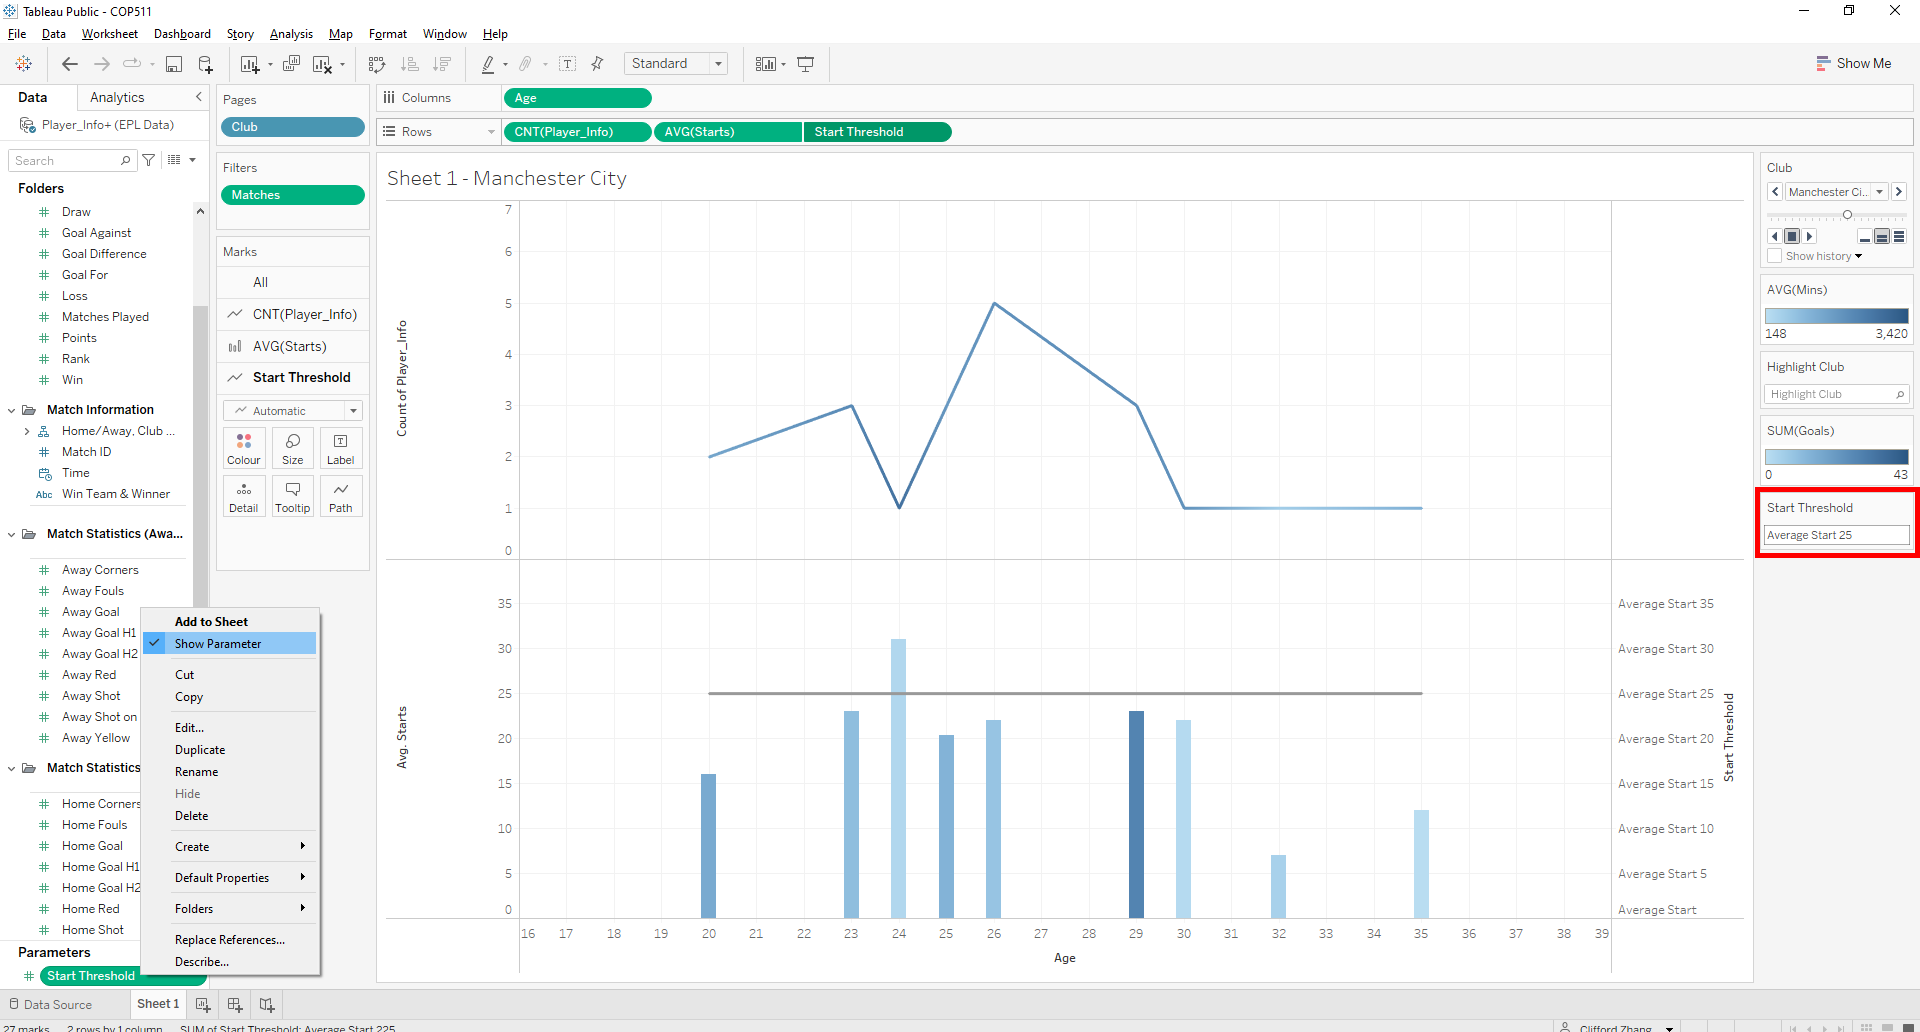 Tableau Public - COP511
File Data Worksheet Dashboard Story Analysis Map Format Window Help
Standard
Show Me
Data Analytics
Player_Info+ (EPL Data)
Search
Folders
Draw
Goal Against
Goal Difference
Goal For
Loss
Matches Played
Points
Rank
Win
Match Information
Home/Away, Club ...
Match ID
Time
Abc Win Team & Winner
Match Statistics (Awa...
Away Corners
Away Fouls
Away Goal
Away Goal H1
Away Goal H2
Away Red
Away Shot
Away Shot on
Away Yellow
Match Statistics
Home Corners
Home Fouls
Home Goal
Home Goal H1
Home Goal H2
Home Red
Home Shot
Parameters
Start Threshold
Add to Sheet
Show Parameter
Cut
Copy
Edit...
Duplicate
Rename
Hide
Delete
Create
Default Properties
Folders
Replace References...
Describe...
Pages
Club
Filters
Matches
Marks
All
CNT(Player_Info)
AVG(Starts)
Start Threshold
Automatic
Colour Size Label
Detail Tooltip Path
Columns Age
Rows CNT(Player_Info) AVG(Starts) Start Threshold
Sheet 1 - Manchester City
Count of Player_Info
7
6
5
4
3
2
1
0
Avg. Starts
35
30
25
20
15
10
5
0
Average Start 35
Average Start 30
Average Start 25
Average Start 20
Average Start 15
Average Start 10
Average Start 5
Average Start
Start Threshold
16 17 18 19 20 21 22 23 24 25 26 27 28 29 30 31 32 33 34 35 36 37 38 39
Age
Club
Manchester Ci...
Show history
AVG(Mins)
148 3,420
Highlight Club
Highlight Club
SUM(Goals)
0 43
Start Threshold
Average Start 25
Data Source Sheet 1
27 marks 2 rows by 1 column SUM of Start Threshold: Average Start 225
Clifford Zhang